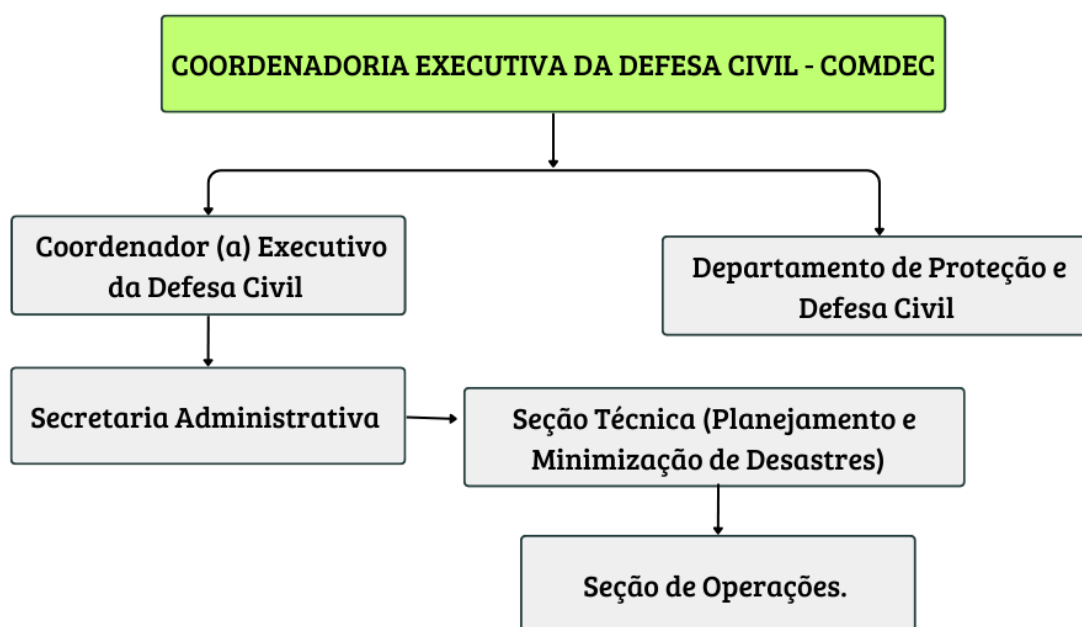 COORDENADORIA EXECUTIVA DA DEFESA CIVIL - COMDEC
Coordenador (a) Executivo
da Defesa Civil
Departamento de Proteção e
Defesa Civil
Secretaria Administrativa
Seção Técnica (Planejamento e
Minimização de Desastres)
Seção de Operações.